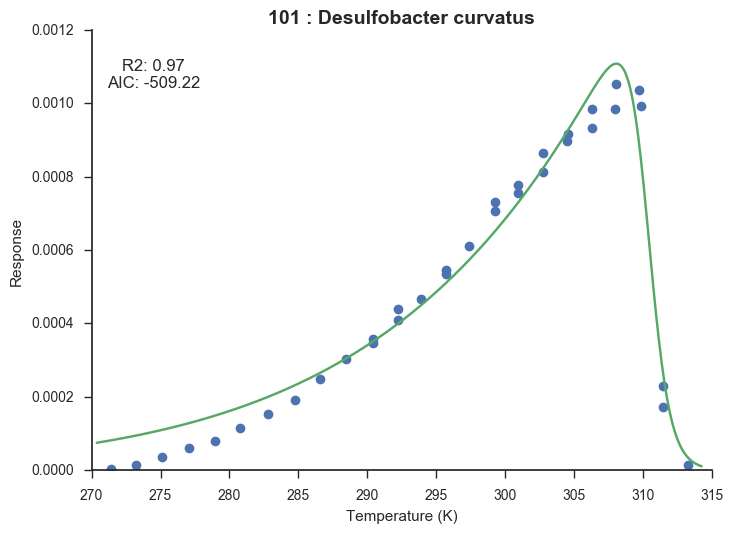 101 : Desulfobacter curvatus
R2: 0.97
AIC: -509.22
0.0012
0.0010
0.0008
0.0006
0.0004
0.0002
0.0000
Response
270 275 280 285 290 295 300 305 310 315
Temperature (K)